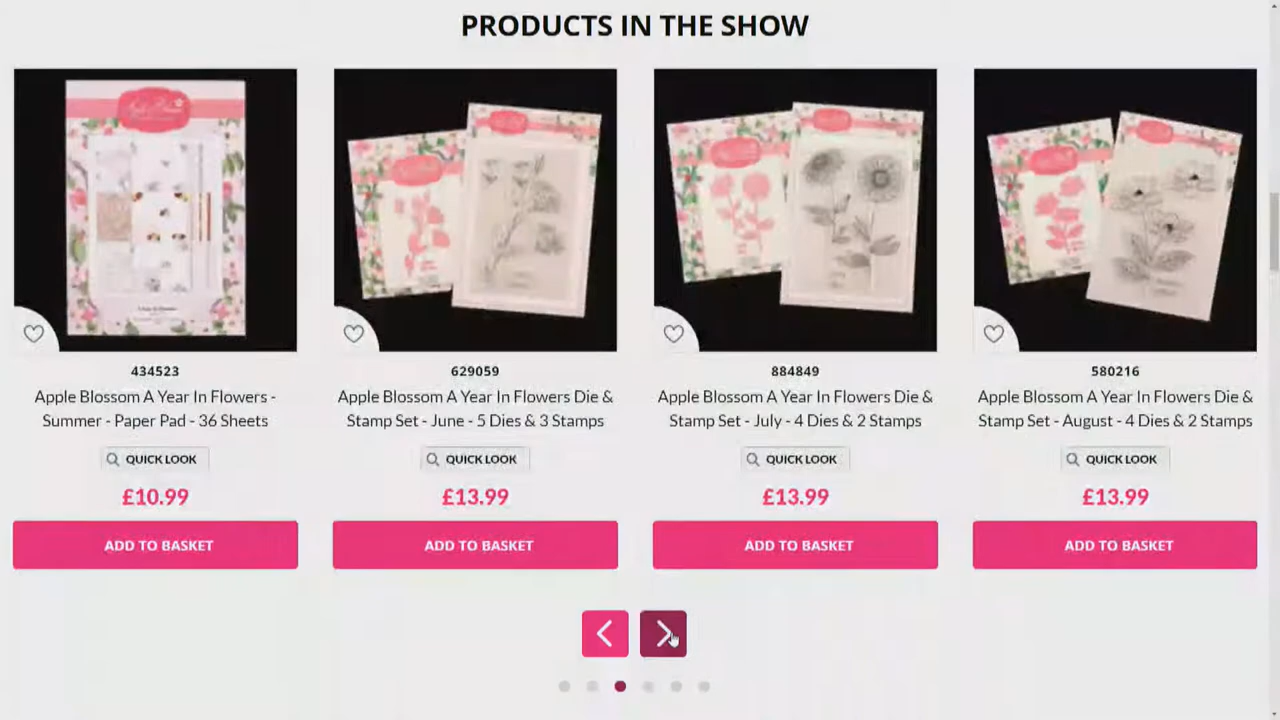 PRODUCTS IN THE SHOW
434523
Apple Blossom A Year In Flowers -
Summer - Paper Pad - 36 Sheets
QUICK LOOK
£10.99
ADD TO BASKET
629059
Apple Blossom A Year In Flowers Die &
Stamp Set - June - 5 Dies & 3 Stamps
QUICK LOOK
£13.99
ADD TO BASKET
884849
Apple Blossom A Year In Flowers Die &
Stamp Set - July - 4 Dies & 2 Stamps
QUICK LOOK
£13.99
ADD TO BASKET
580216
Apple Blossom A Year In Flowers Die &
Stamp Set - August - 4 Dies & 2 Stamps
QUICK LOOK
£13.99
ADD TO BASKET